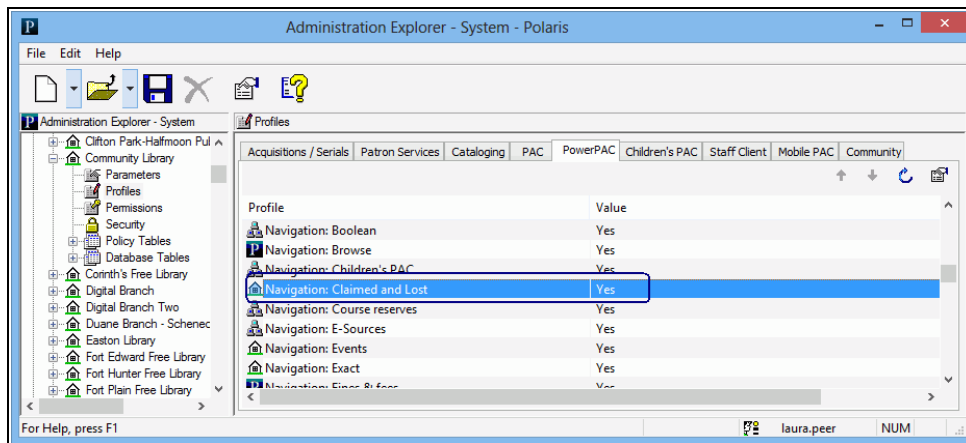 Administration Explorer - System - Polaris
File Edit Help
Administration Explorer - System
Profiles
Clifton Park-Halfmoon Pul
Community Library
Parameters
Profiles
Permissions
Security
Policy Tables
Database Tables
Corinth's Free Library
Digital Branch
Digital Branch Two
Duane Branch - Schenec
Easton Library
Fort Edward Free Library
Fort Hunter Free Library
Fort Plain Free Library
Acquisitions / Serials Patron Services Cataloging PAC PowerPAC Children's PAC Staff Client Mobile PAC Community
Profile Value
Navigation: Boolean Yes
Navigation: Browse Yes
Navigation: Children's PAC Yes
Navigation: Claimed and Lost Yes
Navigation: Course reserves Yes
Navigation: E-Sources Yes
Navigation: Events Yes
Navigation: Exact Yes
Navigation: Fines & fees Yes
For Help, press F1
laura.peer NUM